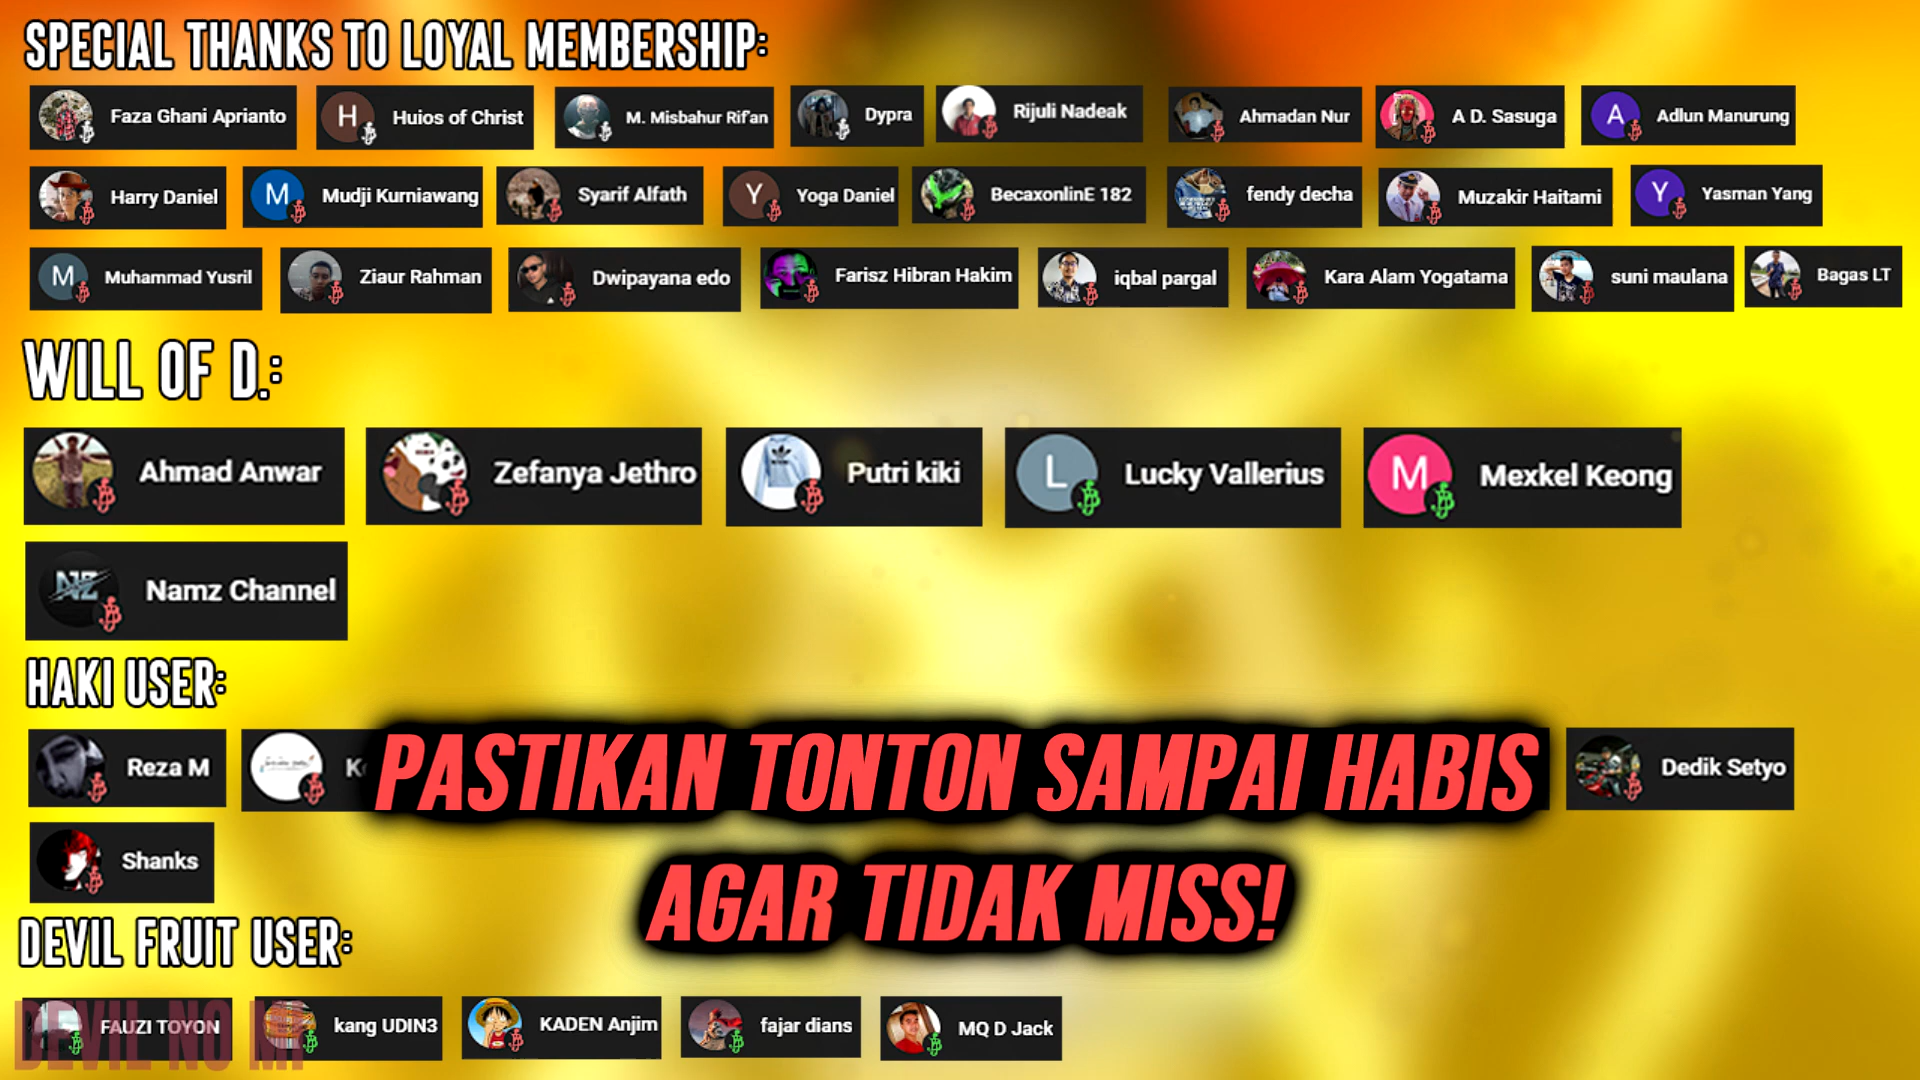 SPECIAL THANKS TO LOYAL MEMBERSHIP:
Faza Ghani Aprianto H Huios of Christ M. Misbahur Rif'an Dypra Rijuli Nadeak Ahmadan Nur A D. Sasuga A Adlun Manurung
Harry Daniel M Mudji Kurniawang Syarif Alfath Y Yoga Daniel BecaxonlinE 182 fendy decha Muzakir Haitami Y Yasman Yang
M Muhammad Yusril Ziaur Rahman Dwipayana edo Farisz Hibran Hakim iqbal pargal Kara Alam Yogatama suni maulana Bagas LT
WILL OF D.:
Ahmad Anwar Zefanya Jethro Putri kiki L Lucky Vallerius M Mexkel Keong
NZ Namz Channel
HAKI USER:
Reza M Dedik Setyo
PASTIKAN TONTON SAMPAI HABIS
Shanks
AGAR TIDAK MISS!
DEVIL FRUIT USER:
FAUZI TOYON kang UDIN3 KADEN Anjim fajar dians MQ D Jack
DEVIL NO MI